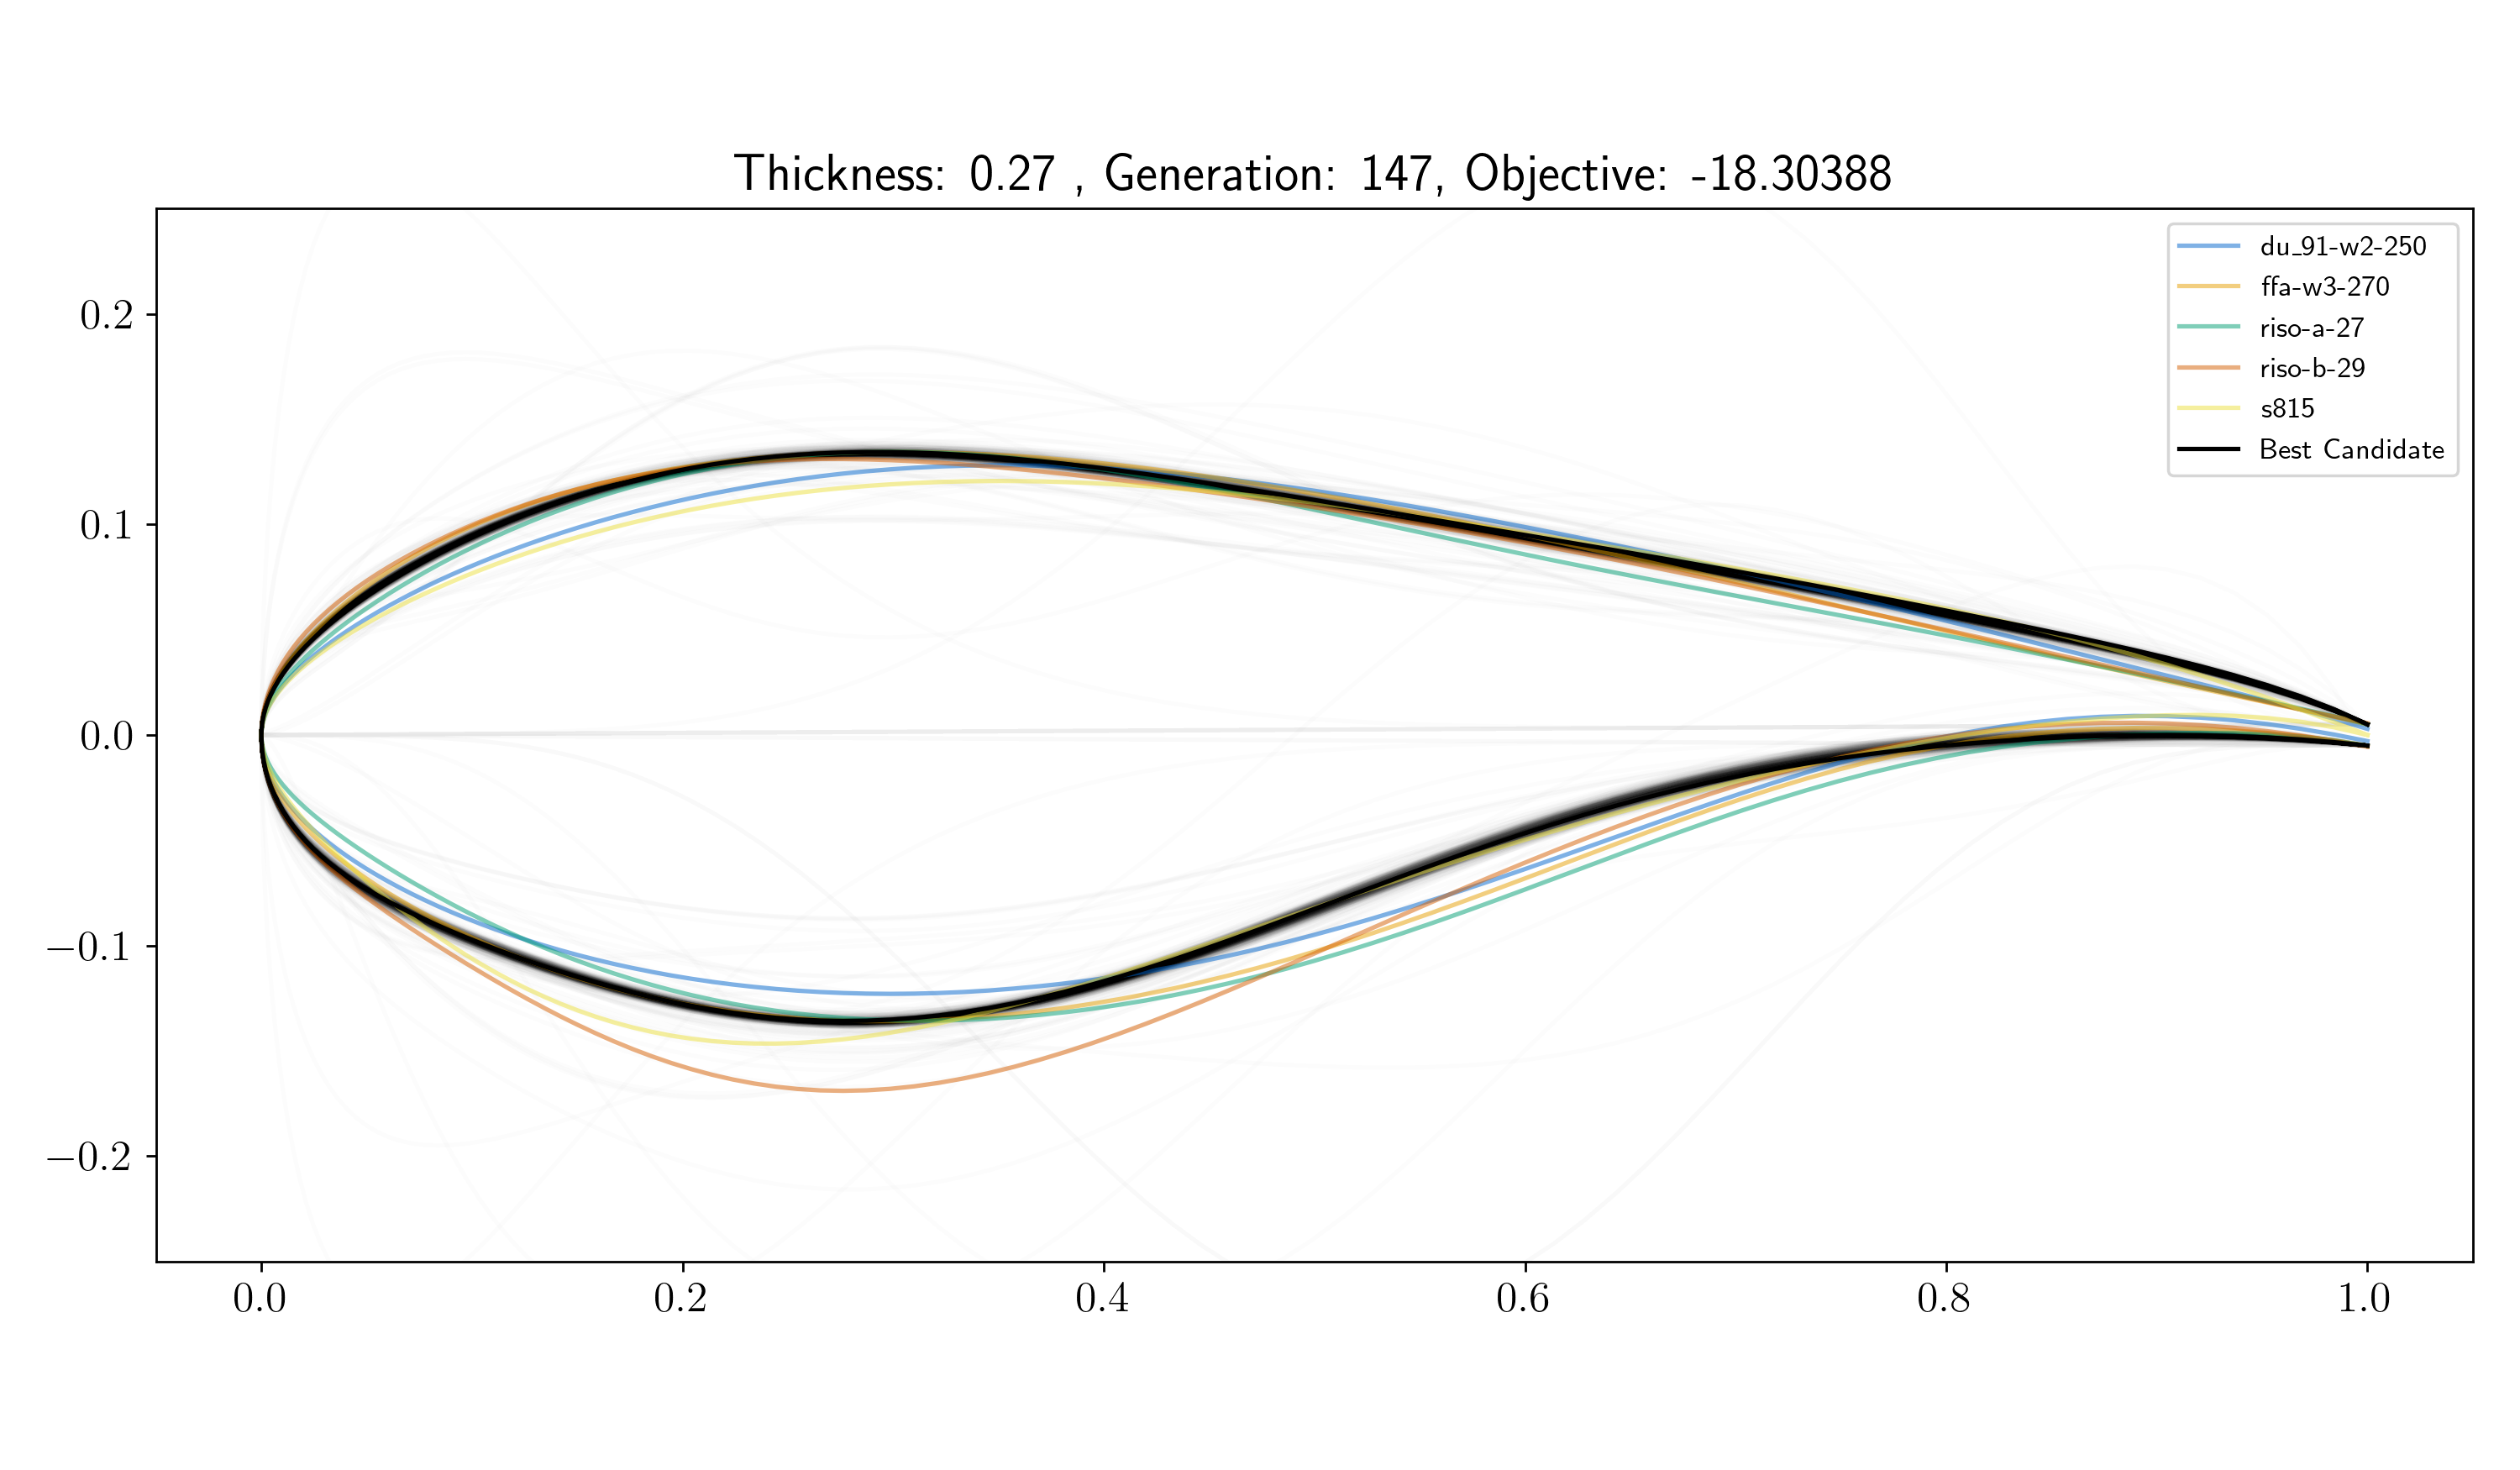 Thickness: 0.27 , Generation: 147, Objective: -18.30388
du_91-w2-250
ffa-w3-270
riso-a-27
riso-b-29
s815
Best Candidate
0.2
0.1
0.0
−0.1
−0.2
0.0 0.2 0.4 0.6 0.8 1.0